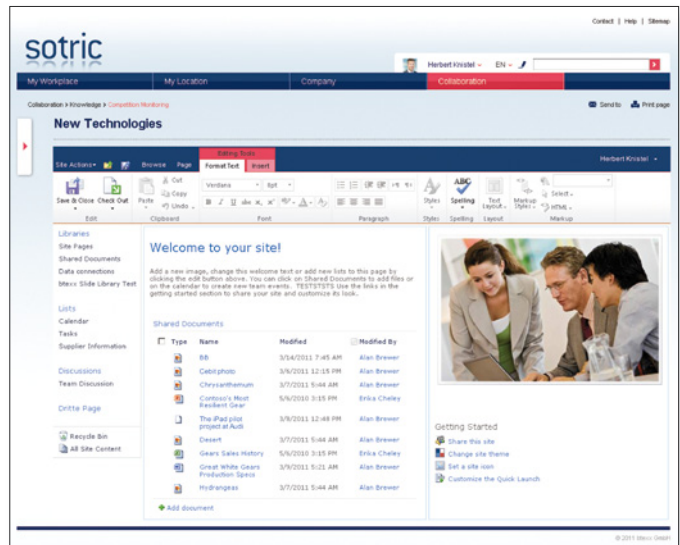 Contact | Help | Sitemap
sotric
Herbert Knistel EN
My Workplace My Location Company Collaboration
Collaboration > Knowledge > Competition Monitoring
Send to Print page
New Technologies
Editing Tools
Site Actions Browse Page Format Text Insert Herbert Knistel
Save & Close Check Out Paste Cut Copy Undo Verdana 8pt Styles Spelling Text Layout Markup Styles Select HTML
Edit Clipboard Font Paragraph Styles Spelling Layout Markup
Libraries
Site Pages
Shared Documents
Data connections
btexx Slide Library Test
Lists
Calendar
Tasks
Supplier Information
Discussions
Team Discussion
Dritte Page
Recycle Bin
All Site Content
Welcome to your site!
Add a new image, change this welcome text or add new lists to this page by
clicking the edit button above. You can click on Shared Documents to add files or
on the calendar to create new team events. TESTSTSTS Use the links in the
getting started section to share your site and customize its look.
Shared Documents
Type Name Modified Modified By
BB 3/14/2011 7:45 AM Alan Brewer
Cebit photo 3/6/2011 12:15 PM Alan Brewer
Chrysanthemum 3/7/2011 5:44 AM Alan Brewer
Contoso's Most 5/6/2010 3:15 PM Erika Cheley
Resilient Gear
The iPad pilot 3/8/2011 12:48 PM Alan Brewer
project at Audi
Desert 3/7/2011 5:44 AM Alan Brewer
Gears Sales History 5/6/2010 3:15 PM Erika Cheley
Great White Gears 3/9/2011 5:21 AM Alan Brewer
Production Specs
Hydrangeas 3/7/2011 5:44 AM Alan Brewer
Add document
Getting Started
Share this site
Change site theme
Set a site icon
Customize the Quick Launch
© 2011 btexx GmbH